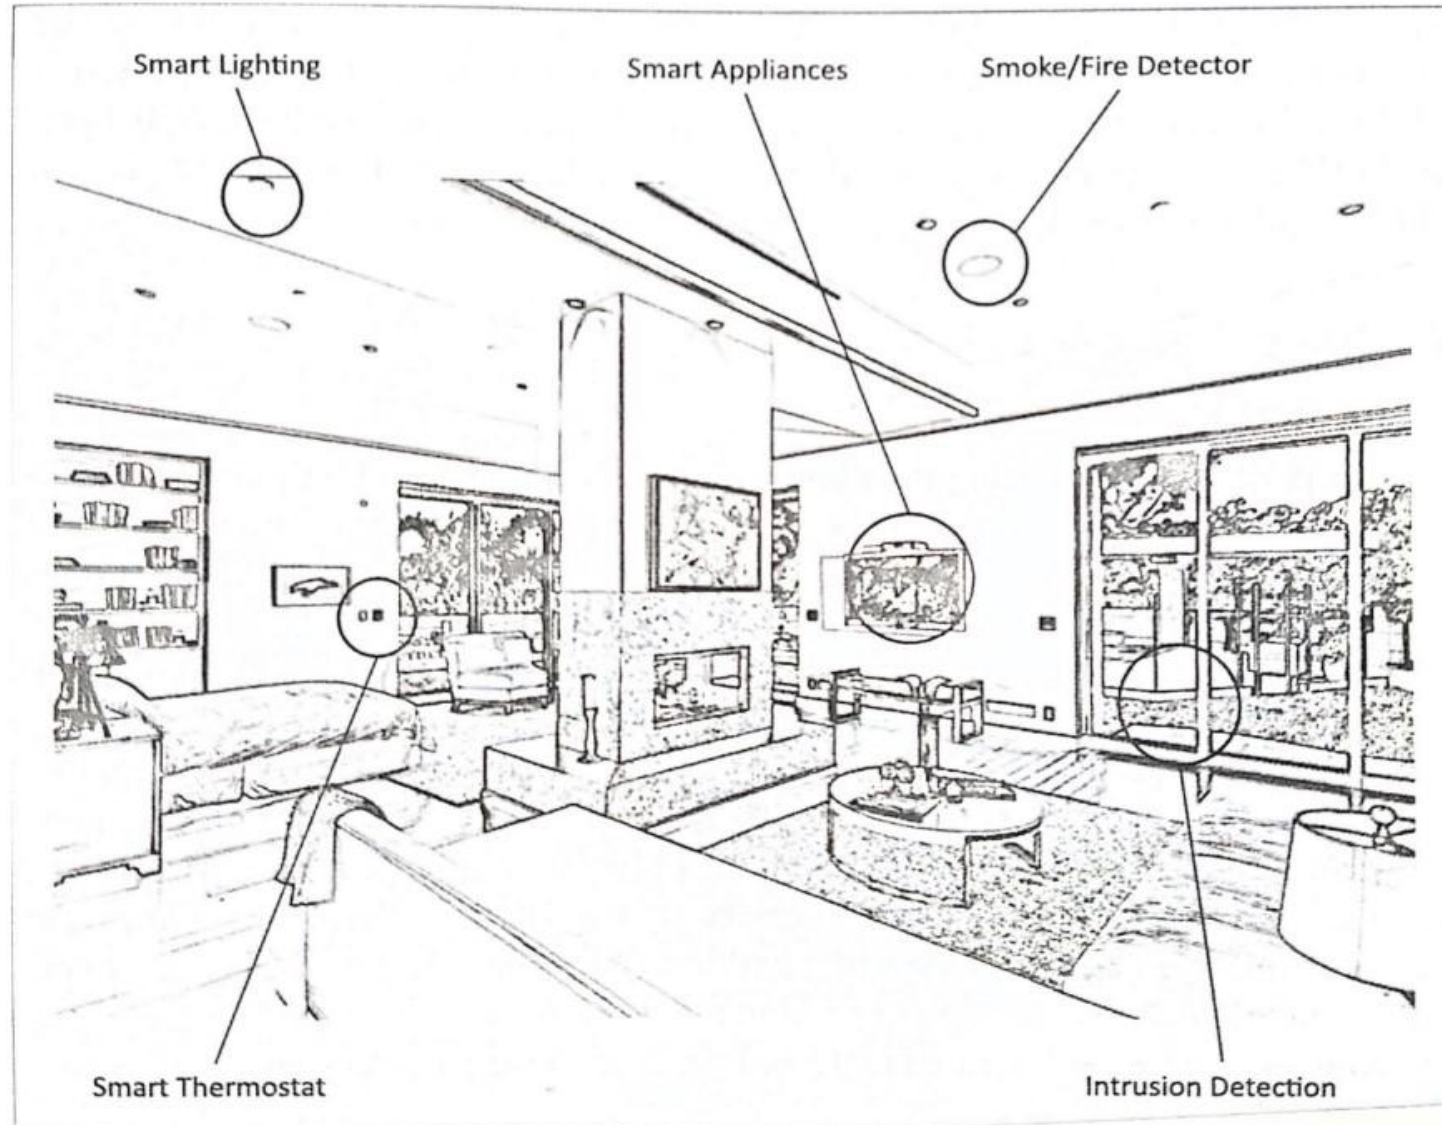 Smart Lighting
Smart Appliances
Smoke/Fire Detector
Smart Thermostat
Intrusion Detection